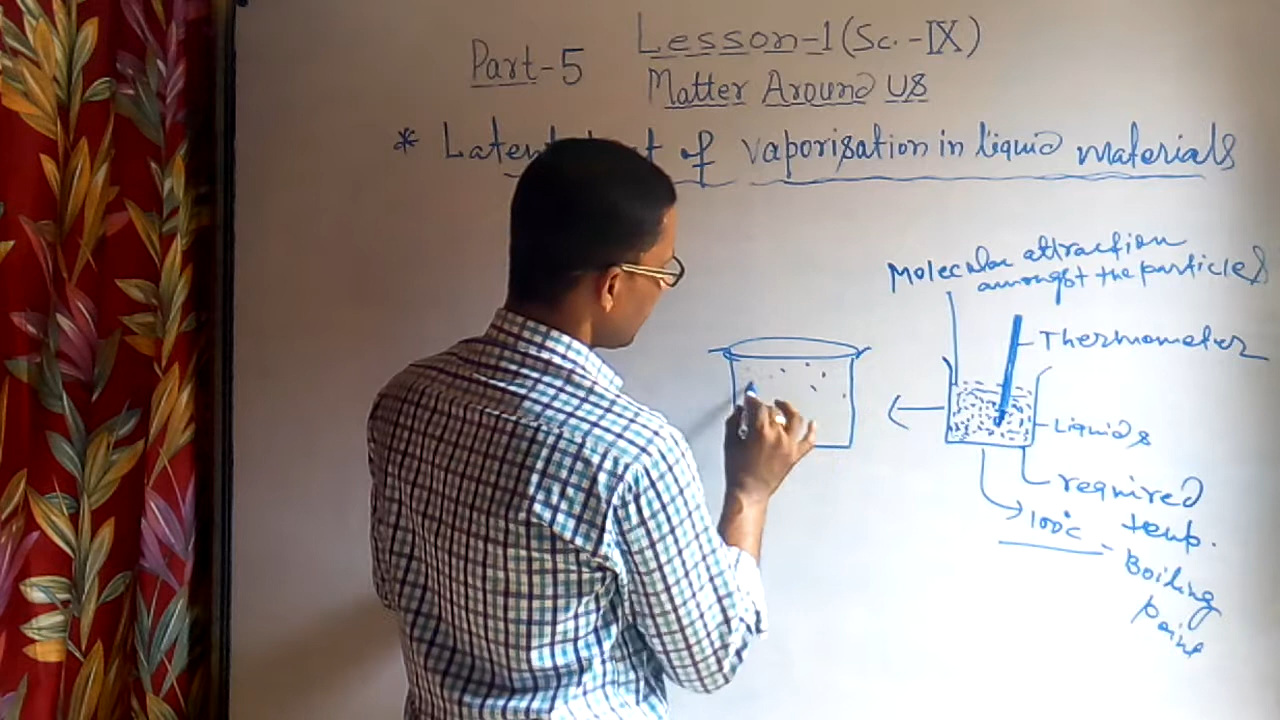 Part-5
Lesson-1 (Sc.-IX)
Matter Around US
* Latent of vaporisation in liquid materials
Molecular attraction
amongst the particles
Thermometer
Liquids
required
temp.
100°C - Boiling
point